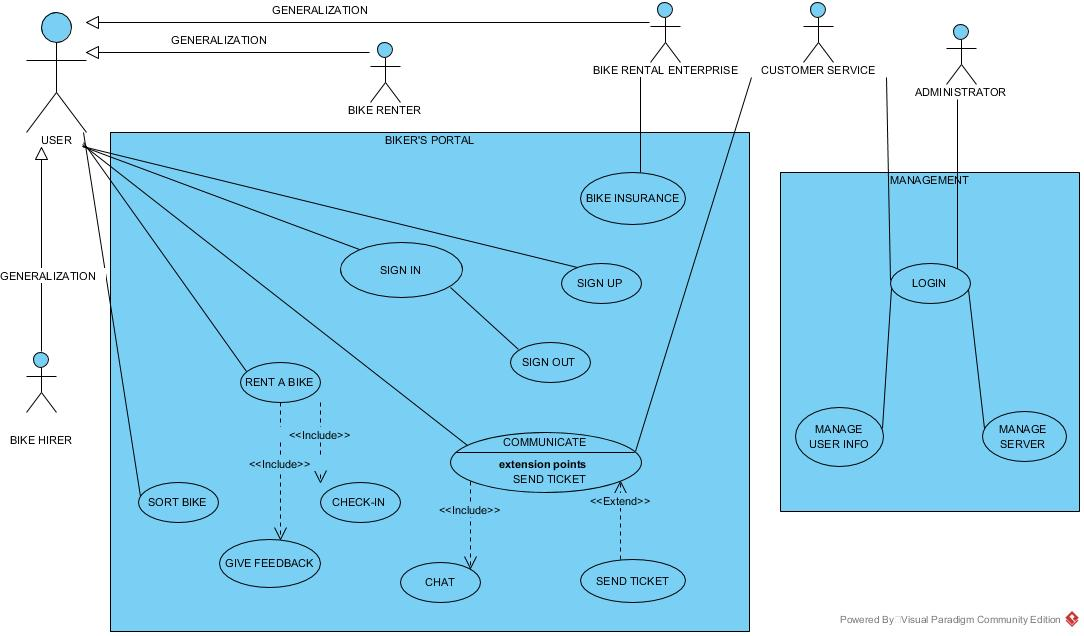 GENERALIZATION
GENERALIZATION
BIKE RENTAL ENTERPRISE
CUSTOMER SERVICE
ADMINISTRATOR
BIKE RENTER
USER
BIKER'S PORTAL
MANAGEMENT
BIKE INSURANCE
SIGN IN
GENERALIZATION
SIGN UP
LOGIN
SIGN OUT
RENT A BIKE
BIKE HIRER
<<Include>>
COMMUNICATE
MANAGE
USER INFO
MANAGE
SERVER
<<Include>>
extension points
SEND TICKET
SORT BIKE
CHECK-IN
<<Include>>
<<Extend>>
GIVE FEEDBACK
CHAT
SEND TICKET
Powered By Visual Paradigm Community Edition